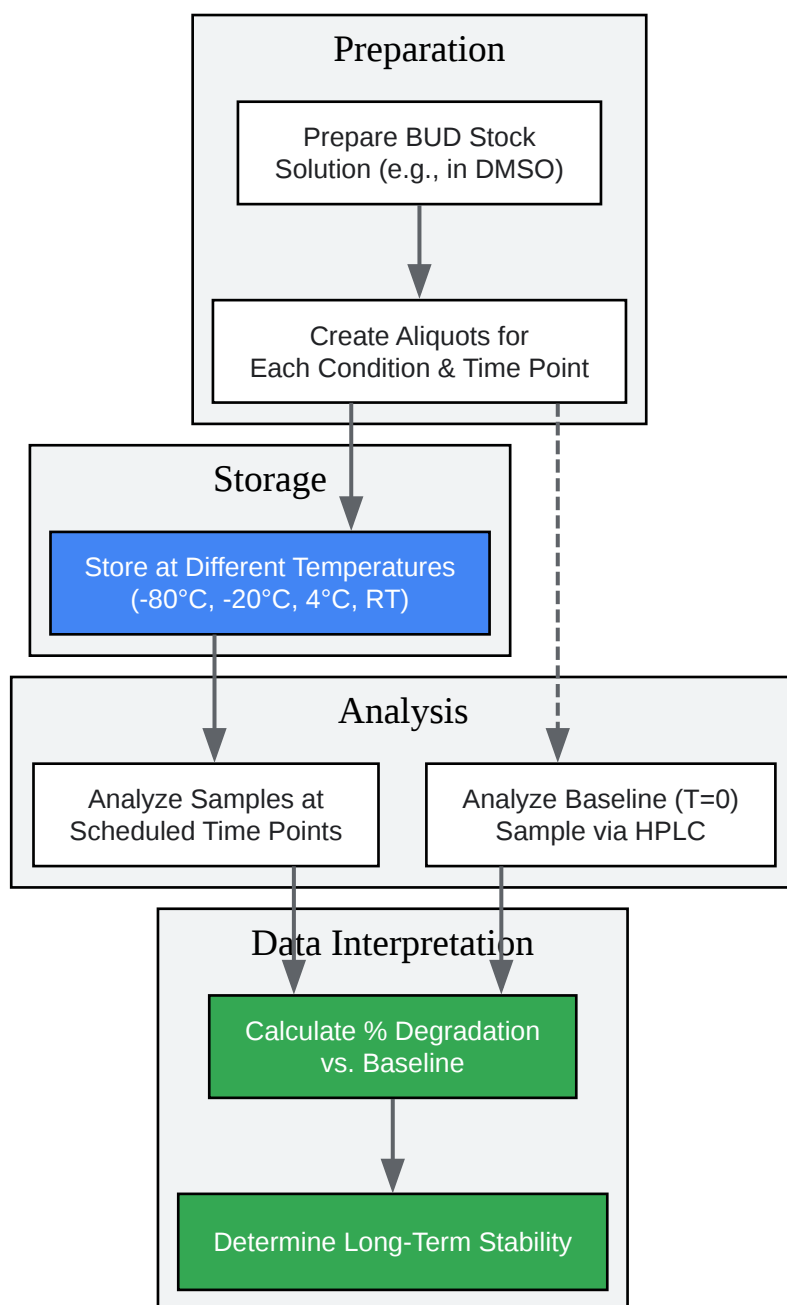 Preparation
Prepare BUD Stock
Solution (e.g., in DMSO)
Create Aliquots for
Each Condition & Time Point
Storage
Store at Different Temperatures
(-80°C, -20°C, 4°C, RT)
Analysis
Analyze Samples at
Scheduled Time Points
Analyze Baseline (T=0)
Sample via HPLC
Data Interpretation
Calculate % Degradation
vs. Baseline
Determine Long-Term Stability